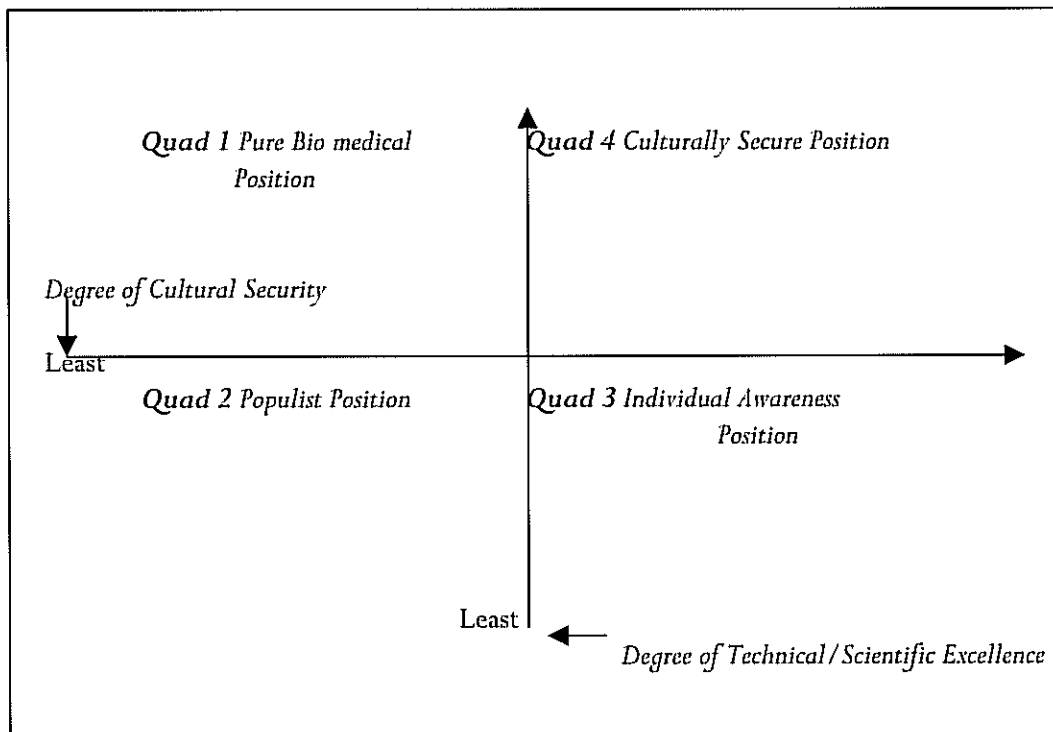 Quad 1 Pure Bio medical
Position
Quad 4 Culturally Secure Position
Degree of Cultural Security
Least
Quad 2 Populist Position
Quad 3 Individual Awareness
Position
Least
Degree of Technical/Scientific Excellence